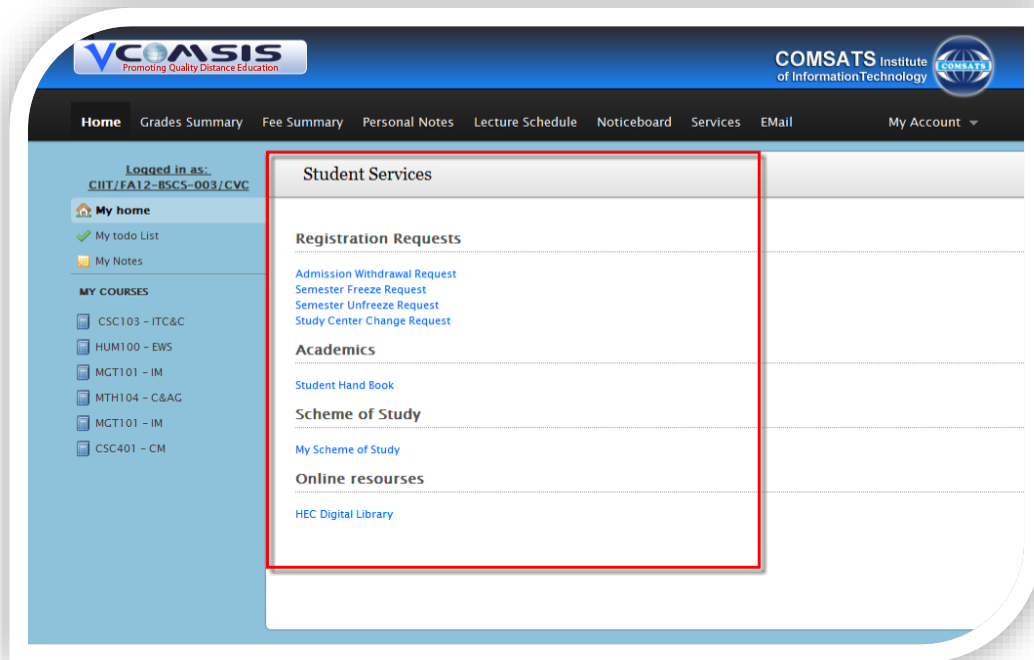 VCOMSIS
Promoting Quality Distance Education
COMSATS Institute
of Information Technology
COMSATS
Home Grades Summary Fee Summary Personal Notes Lecture Schedule Noticeboard Services EMail My Account
Logged in as:
CIIT/FA12-BSCS-003/CVC
My home
My todo List
My Notes
MY COURSES
CSC103 - ITC&C
HUM100 - EWS
MGT101 - IM
MTH104 - C&AG
MGT101 - IM
CSC401 - CM
Student Services
Registration Requests
Admission Withdrawal Request
Semester Freeze Request
Semester Unfreeze Request
Study Center Change Request
Academics
Student Hand Book
Scheme of Study
My Scheme of Study
Online resourses
HEC Digital Library